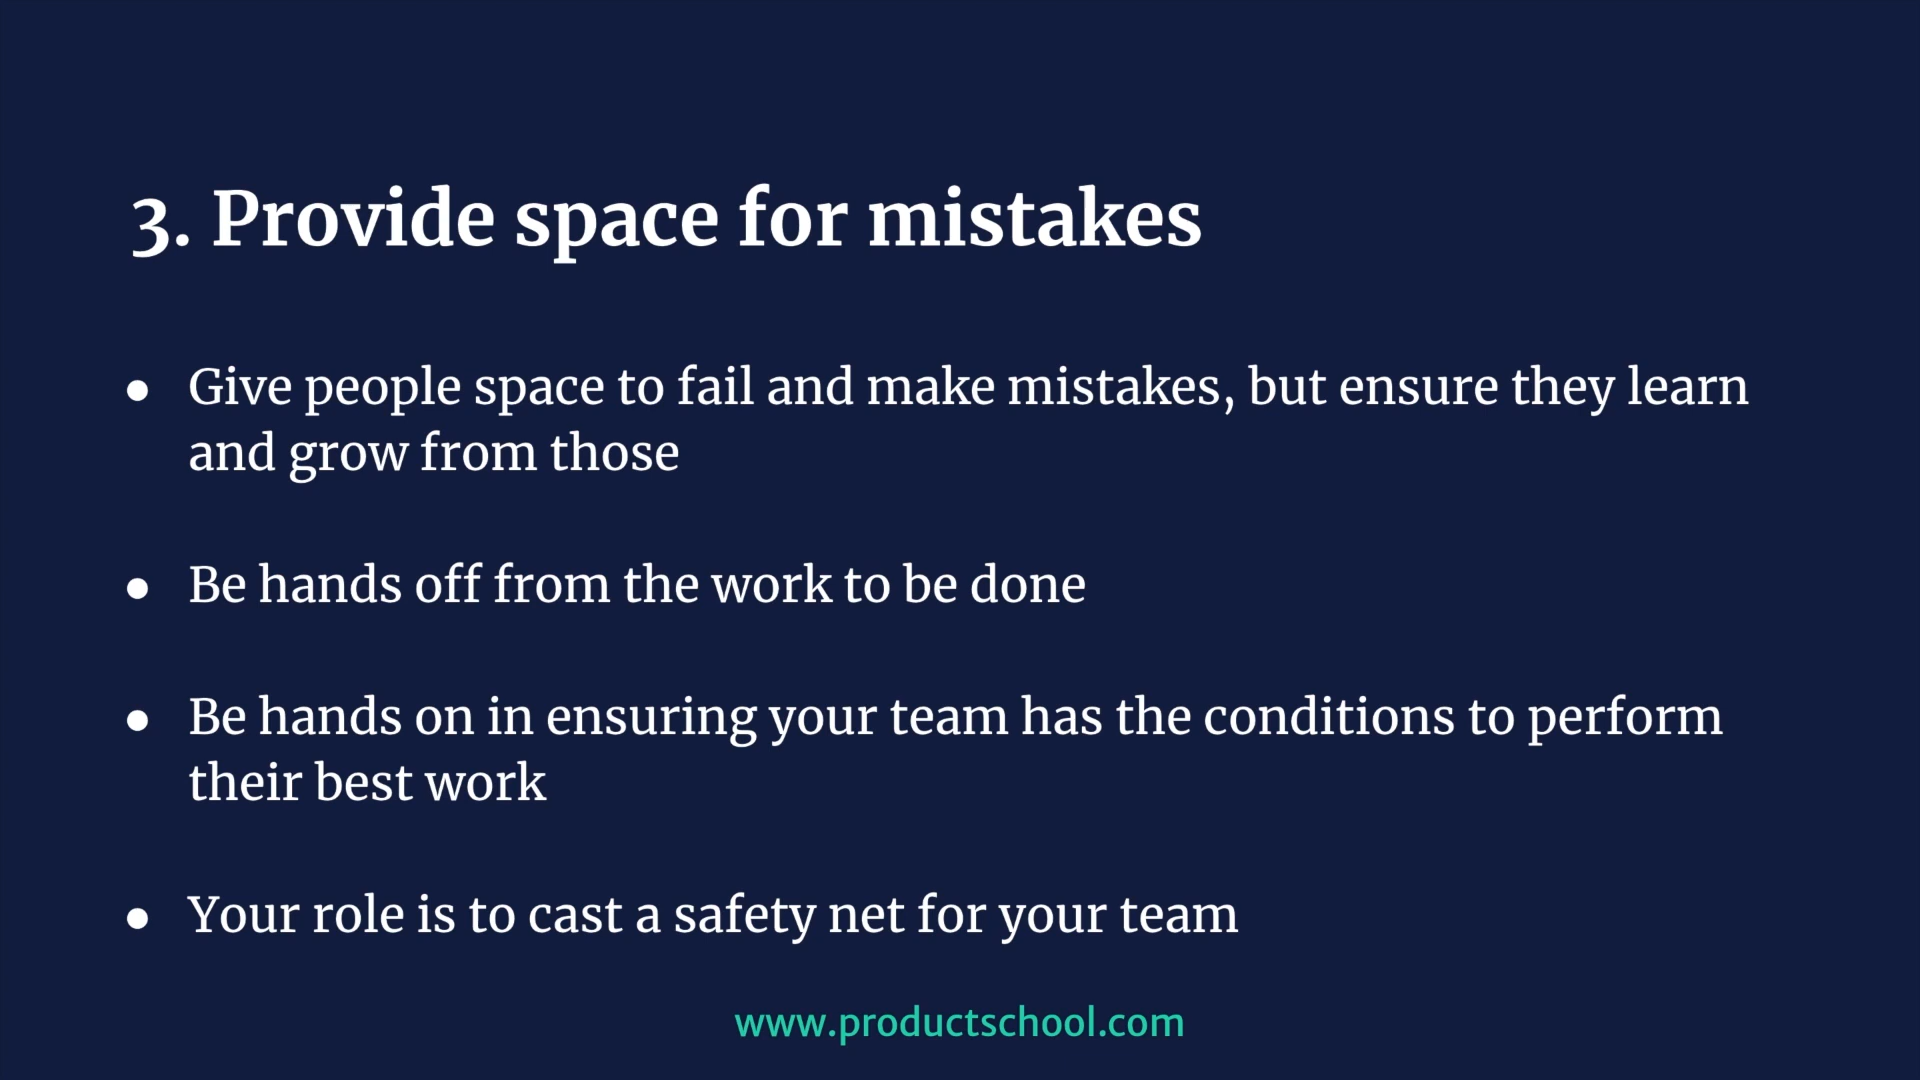 3. Provide space for mistakes
● Give people space to fail and make mistakes, but ensure they learn
and grow from those
● Be hands off from the work to be done
● Be hands on in ensuring your team has the conditions to perform
their best work
● Your role is to cast a safety net for your team
www.productschool.com